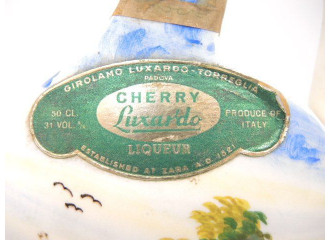 GIROLAMO LUXARDO-TORREGLIA
PADOVA
CHERRY
Luxardo
LIQUEUR
50 CL.
31 VOL. %
PRODUCE OF
ITALY
ESTABLISHED AT ZARA A.D. 1821